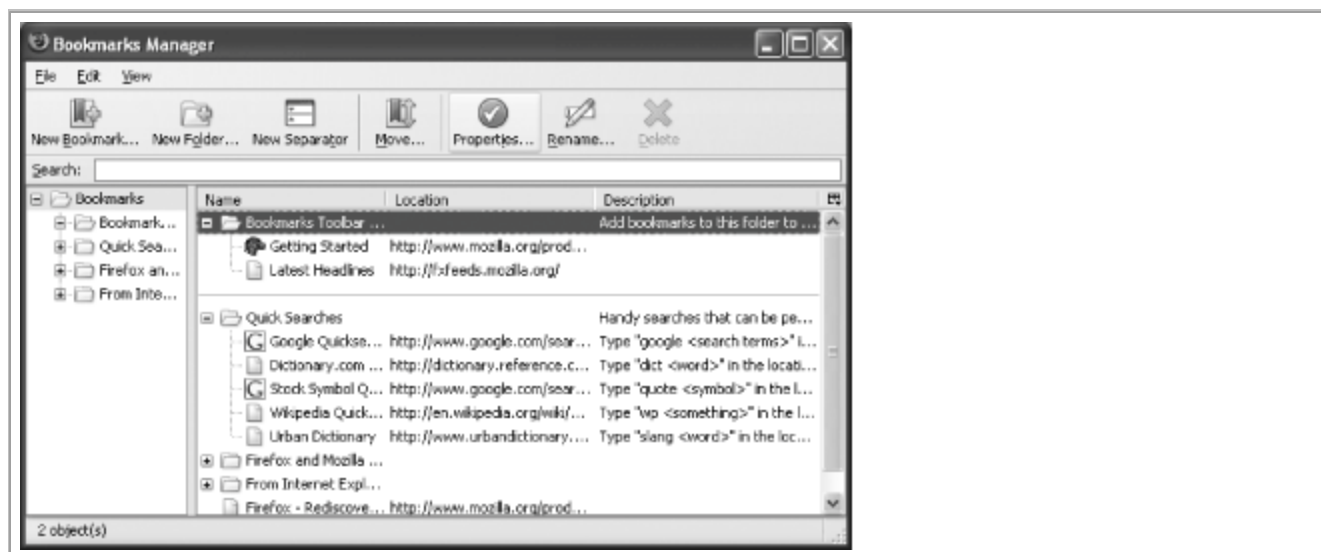 Bookmarks Manager
File Edit View
New Bookmark... New Folder... New Separator Move... Properties... Rename... Delete
Search:
Bookmarks
Bookmark...
Quick Sea...
Firefox an...
From Inte...
Name Location Description
Bookmarks Toolbar ... Add bookmarks to this folder to ...
Getting Started http://www.mozilla.org/prod...
Latest Headlines http://fxfeeds.mozilla.org/
Quick Searches Handy searches that can be pe...
Google Quickse... http://www.google.com/sear... Type "google <search terms>" i...
Dictionary.com ... http://dictionary.reference.c... Type "dict <word>" in the locati...
Stock Symbol Q... http://www.google.com/sear... Type "quote <symbol>" in the l...
Wikipedia Quick... http://en.wikipedia.org/wiki/... Type "wp <something>" in the l...
Urban Dictionary http://www.urbandictionary.... Type "slang <word>" in the loc...
Firefox and Mozilla ...
From Internet Expl...
Firefox - Rediscove... http://www.mozilla.org/prod...
2 object(s)